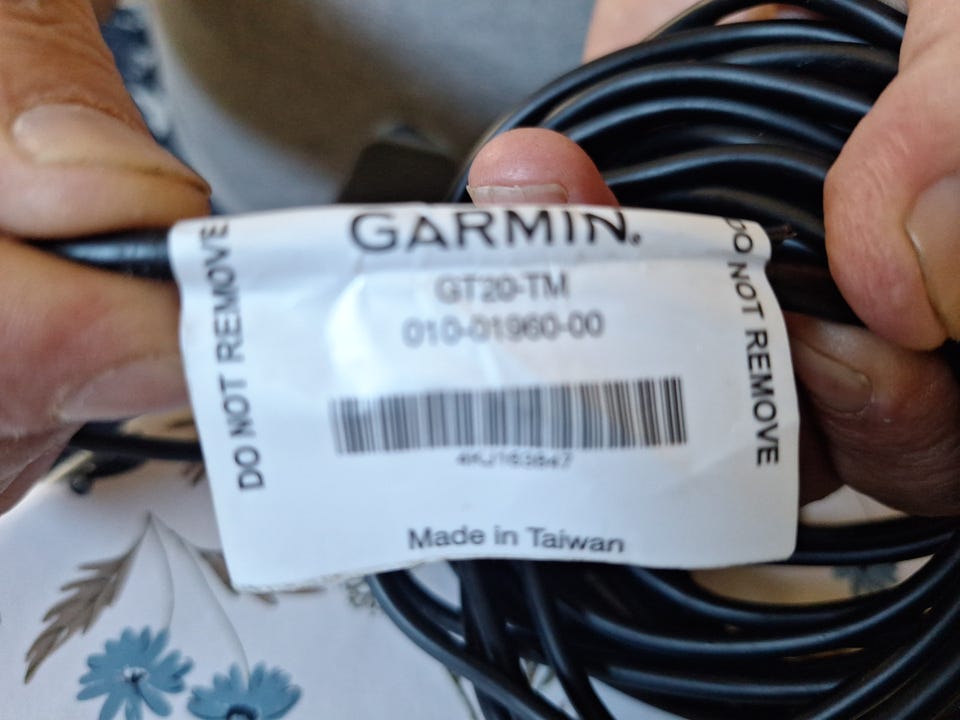 GARMIN.
GT20-TM
010-01960-00
Made in Taiwan
DO NOT REMOVE
DO NOT REMOVE